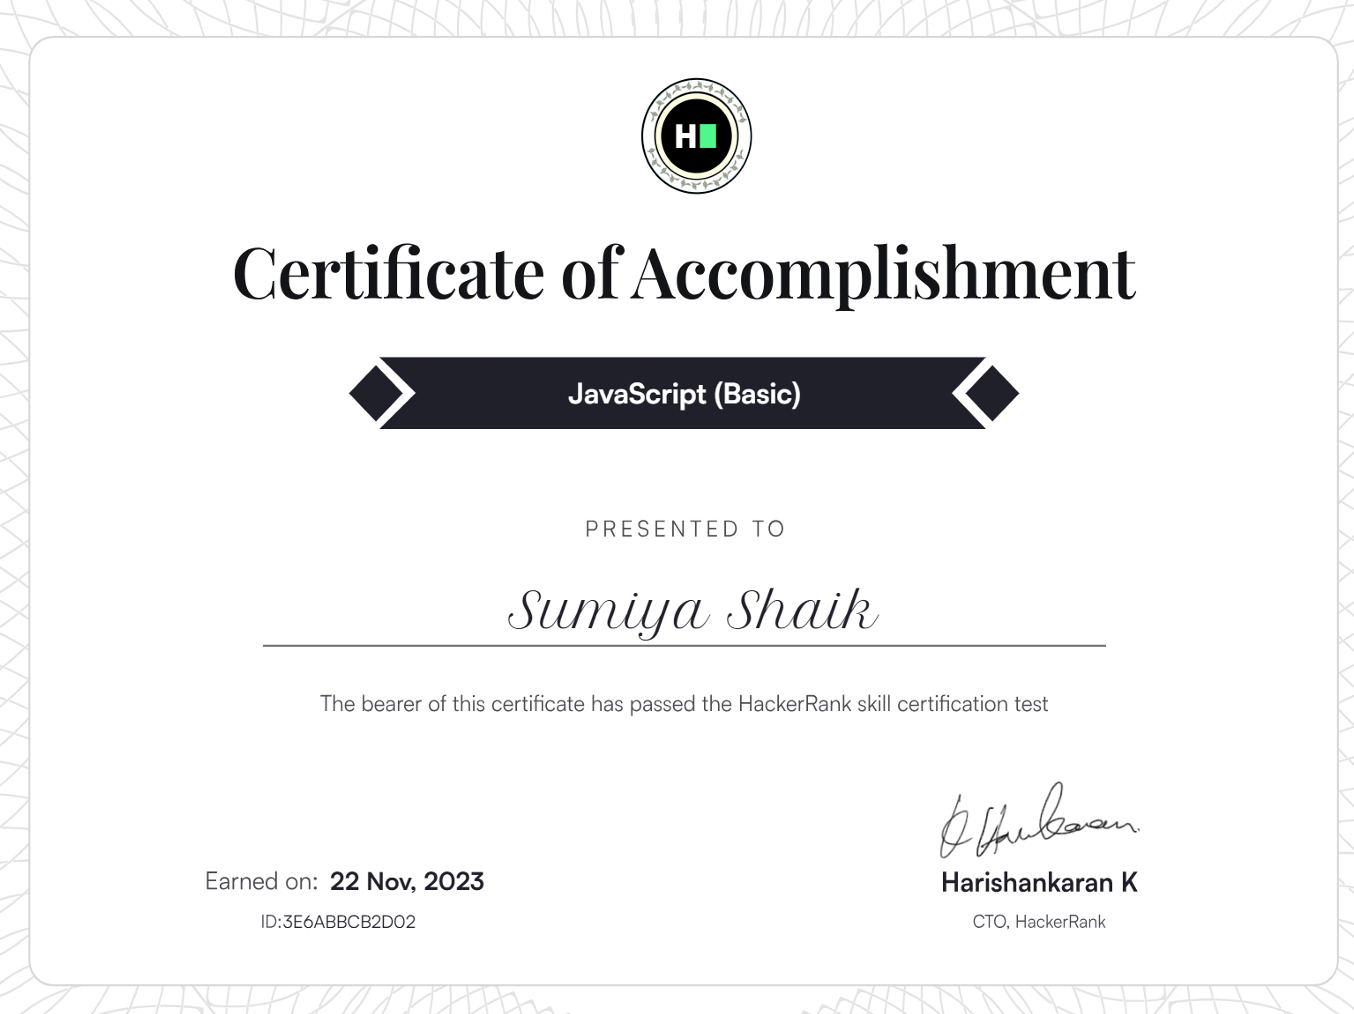 H
Certificate of Accomplishment
JavaScript (Basic)
PRESENTED TO
Sumiya Shaik
The bearer of this certificate has passed the HackerRank skill certification test
K Harikaran
Earned on: 22 Nov, 2023
Harishankaran K
ID:3E6ABBCB2D02
CTO, HackerRank